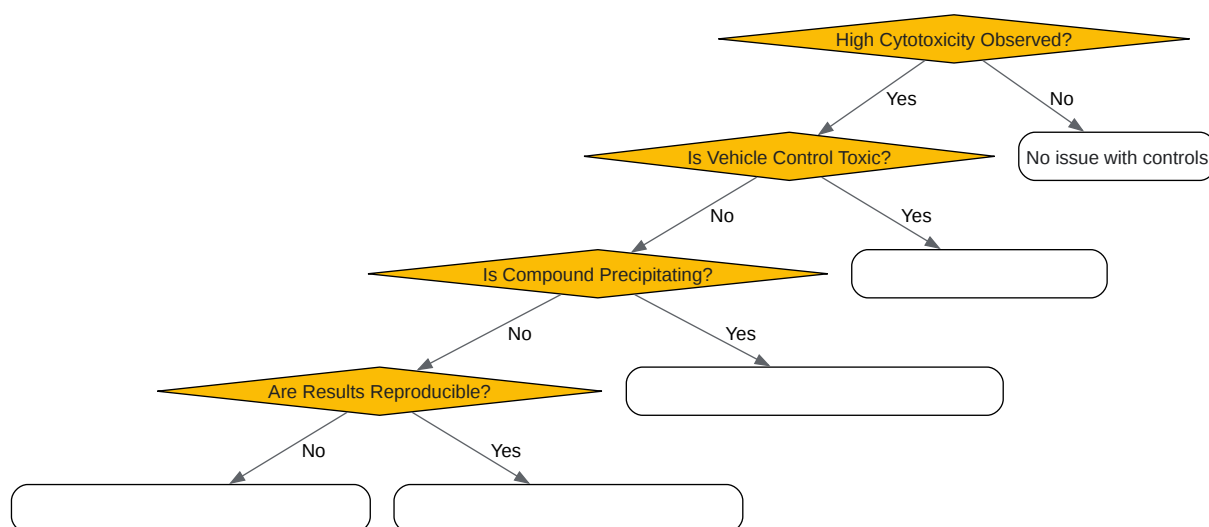 High Cytotoxicity Observed?
Yes
No
Is Vehicle Control Toxic?
No issue with controls
No
Yes
Is Compound Precipitating?
No
Yes
Are Results Reproducible?
No
Yes